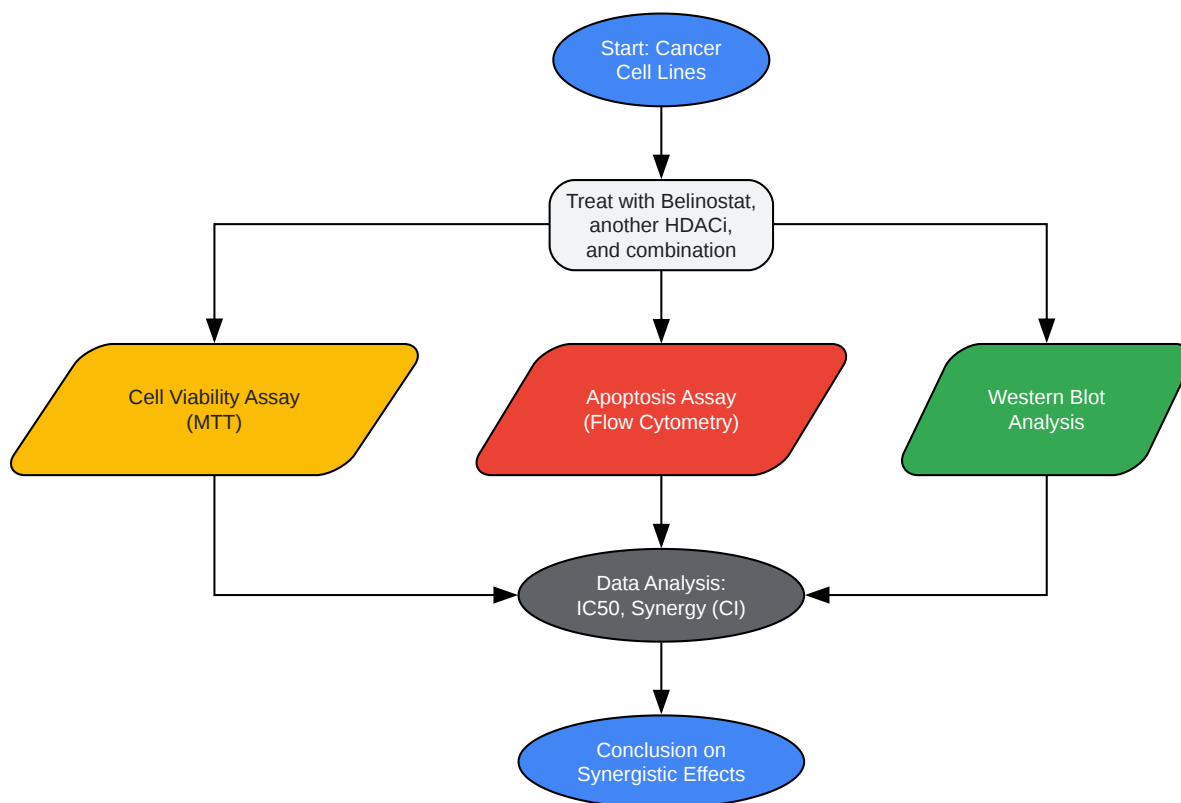 Start: Cancer
Cell Lines
Treat with Belinostat,
another HDACi,
and combination
Cell Viability Assay
(MTT)
Apoptosis Assay
(Flow Cytometry)
Western Blot
Analysis
Data Analysis:
IC50, Synergy (CI)
Conclusion on
Synergistic Effects